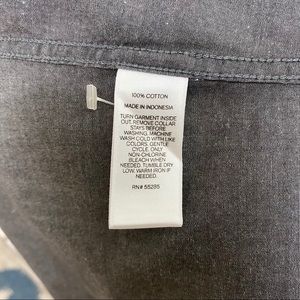 100% COTTON
MADE IN INDONESIA
TURN GARMENT INSIDE
OUT. REMOVE COLLAR
STAYS BEFORE
WASHING. MACHINE
WASH COLD WITH LIKE
COLORS. GENTLE
CYCLE. ONLY
NON-CHLORINE
BLEACH WHEN
NEEDED. TUMBLE DRY
LOW. WARM IRON IF
NEEDED.
RN# 55285